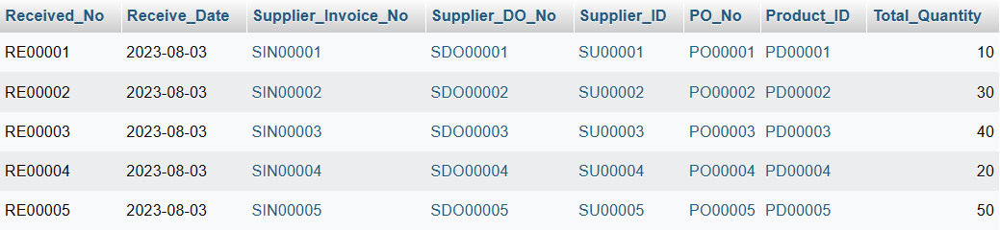 Received_No Receive_Date Supplier_Invoice_No Supplier_DO_No Supplier_ID PO_No Product_ID Total_Quantity
RE00001 2023-08-03 SIN00001 SDO00001 SU00001 PO00001 PD00001 10
RE00002 2023-08-03 SIN00002 SDO00002 SU00002 PO00002 PD00002 30
RE00003 2023-08-03 SIN00003 SDO00003 SU00003 PO00003 PD00003 40
RE00004 2023-08-03 SIN00004 SDO00004 SU00004 PO00004 PD00004 20
RE00005 2023-08-03 SIN00005 SDO00005 SU00005 PO00005 PD00005 50